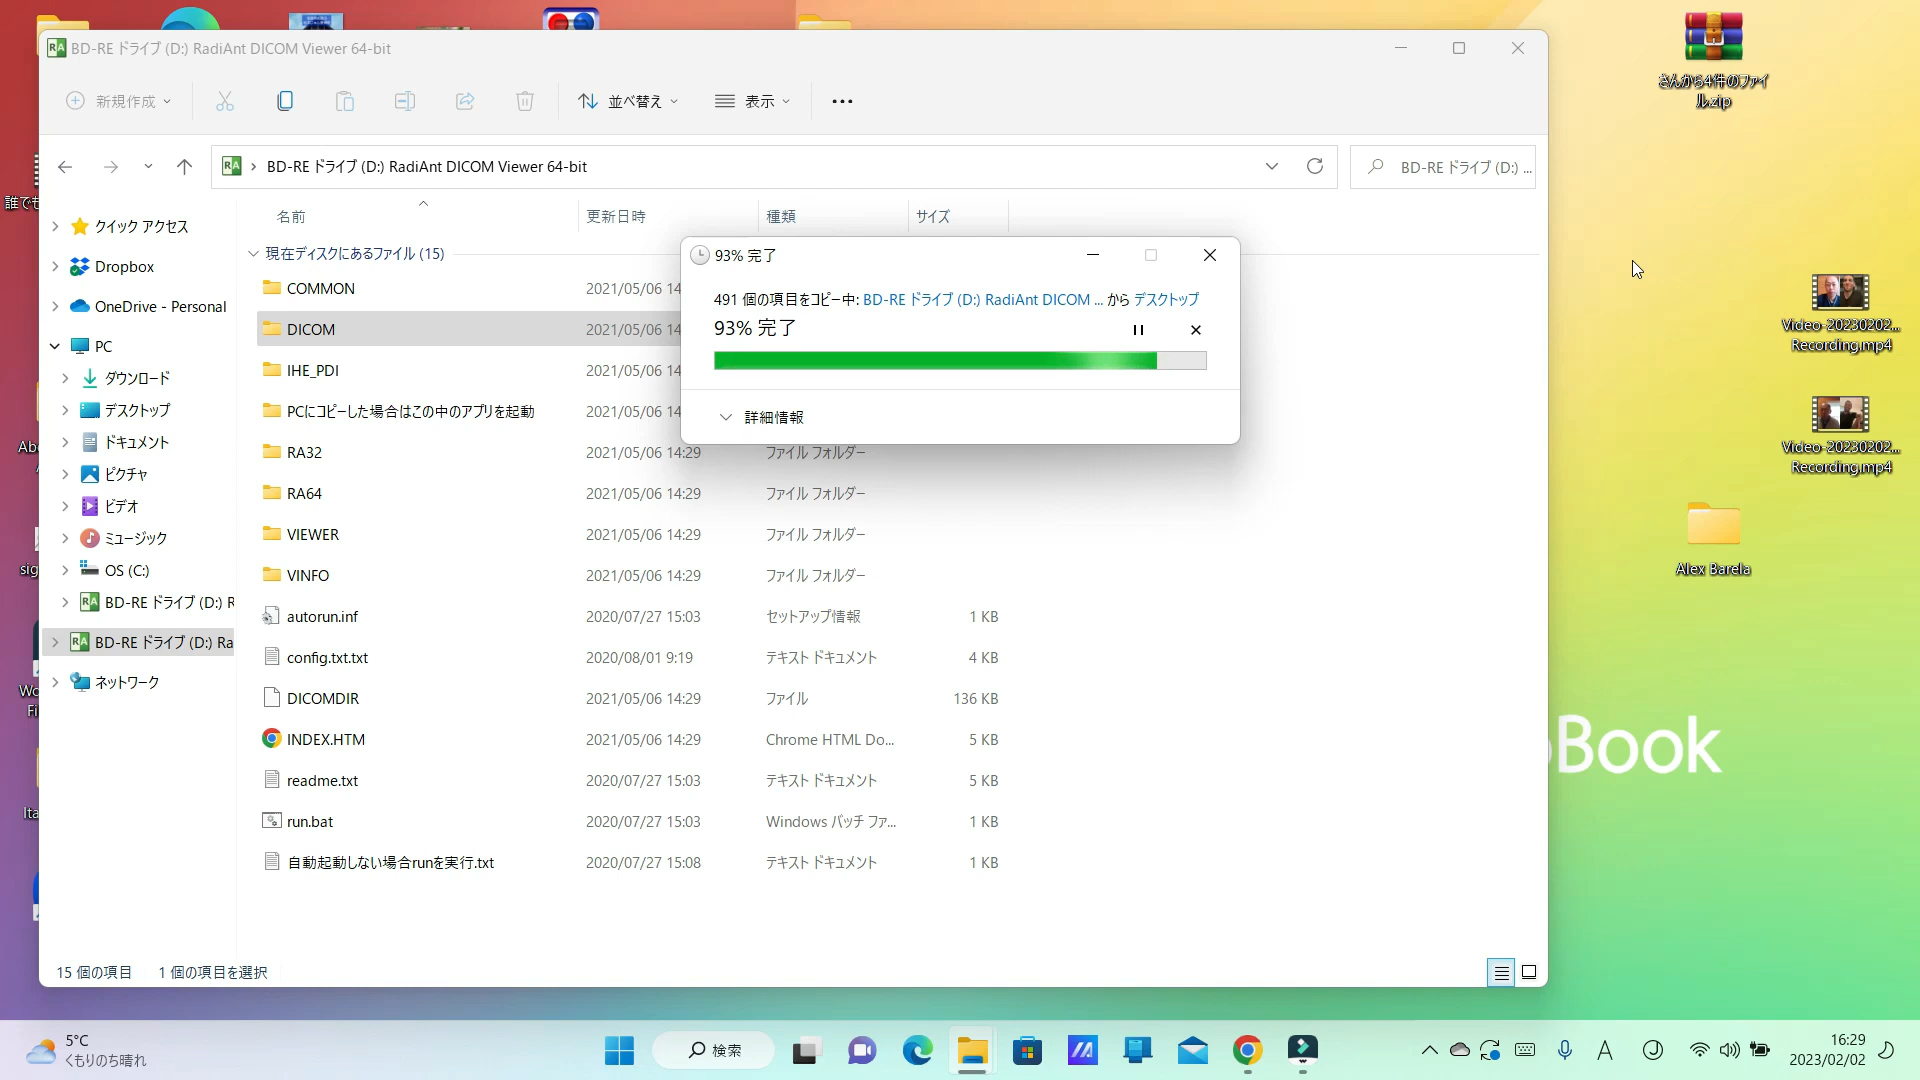 BD-RE ドライブ (D:) RadiAnt DICOM Viewer 64-bit
新規作成
並べ替え
表示
BD-RE ドライブ (D:) RadiAnt DICOM Viewer 64-bit
BD-RE ドライブ (D:) ...
名前
更新日時
種類
サイズ
クイック アクセス
Dropbox
OneDrive - Personal
PC
ダウンロード
デスクトップ
ドキュメント
ピクチャ
ビデオ
ミュージック
OS (C:)
BD-RE ドライブ (D:) R
BD-RE ドライブ (D:) Ra
ネットワーク
現在ディスクにあるファイル (15)
COMMON 2021/05/06 14
DICOM 2021/05/06 14
IHE_PDI 2021/05/06 14
PCにコピーした場合はこの中のアプリを起動 2021/05/06 14
RA32 2021/05/06 14:29 ファイル フォルダー
RA64 2021/05/06 14:29 ファイル フォルダー
VIEWER 2021/05/06 14:29 ファイル フォルダー
VINFO 2021/05/06 14:29 ファイル フォルダー
autorun.inf 2020/07/27 15:03 セットアップ情報 1 KB
config.txt.txt 2020/08/01 9:19 テキスト ドキュメント 4 KB
DICOMDIR 2021/05/06 14:29 ファイル 136 KB
INDEX.HTM 2021/05/06 14:29 Chrome HTML Do... 5 KB
readme.txt 2020/07/27 15:03 テキスト ドキュメント 5 KB
run.bat 2020/07/27 15:03 Windows バッチ ファ... 1 KB
自動起動しない場合runを実行.txt 2020/07/27 15:08 テキスト ドキュメント 1 KB
15 個の項目
1 個の項目を選択
93% 完了
491 個の項目をコピー中: BD-RE ドライブ (D:) RadiAnt DICOM ... から デスクトップ
93% 完了
詳細情報
さんから4件のファイ
ル.zip
Video-20230202...
Recording.mp4
Video-20230202...
Recording.mp4
Alex Barela
Book
誰でも
Abo
sig
Wo
Fi
Ita
5°C
くもりのち晴れ
検索
A
16:29
2023/02/02